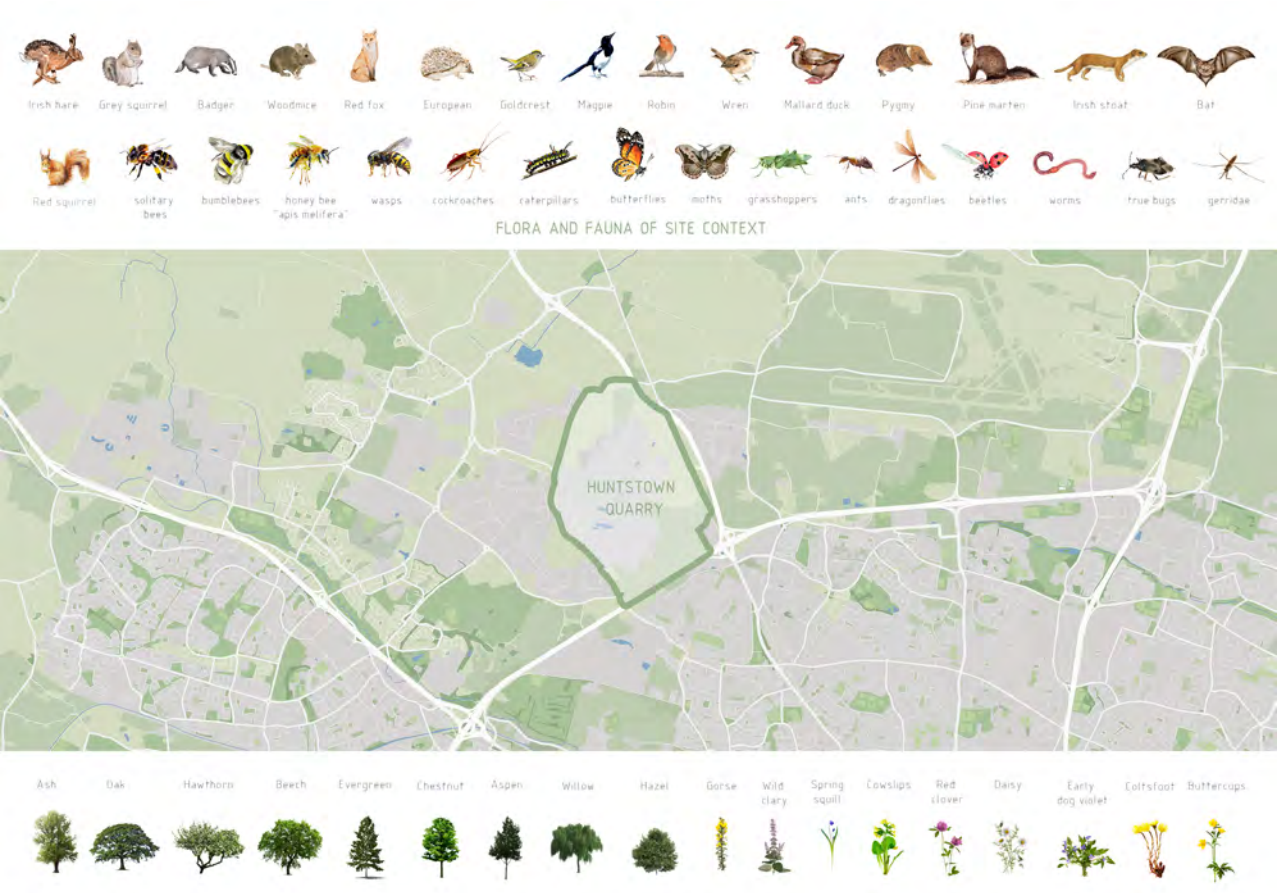 Irish hare Grey squirrel Badger Woodmice Red fox European Goldcrest Magpie Robin Wren Mallard duck Pygmy Pine marten Irish stoat Bat
Red squirrel solitary bumblebees honey bee wasps cockroaches caterpillars butterflies moths grasshoppers ants dragonflies beetles worms true bugs gerridae
bees "apis melifera"
FLORA AND FAUNA OF SITE CONTEXT
HUNTSTOWN
QUARRY
Ash Oak Hawthorn Beech Evergreen Chestnut Aspen Willow Hazel Gorse Wild Spring Cowslips Red Daisy Early Coltsfoot Buttercups
clary squill clover dog violet